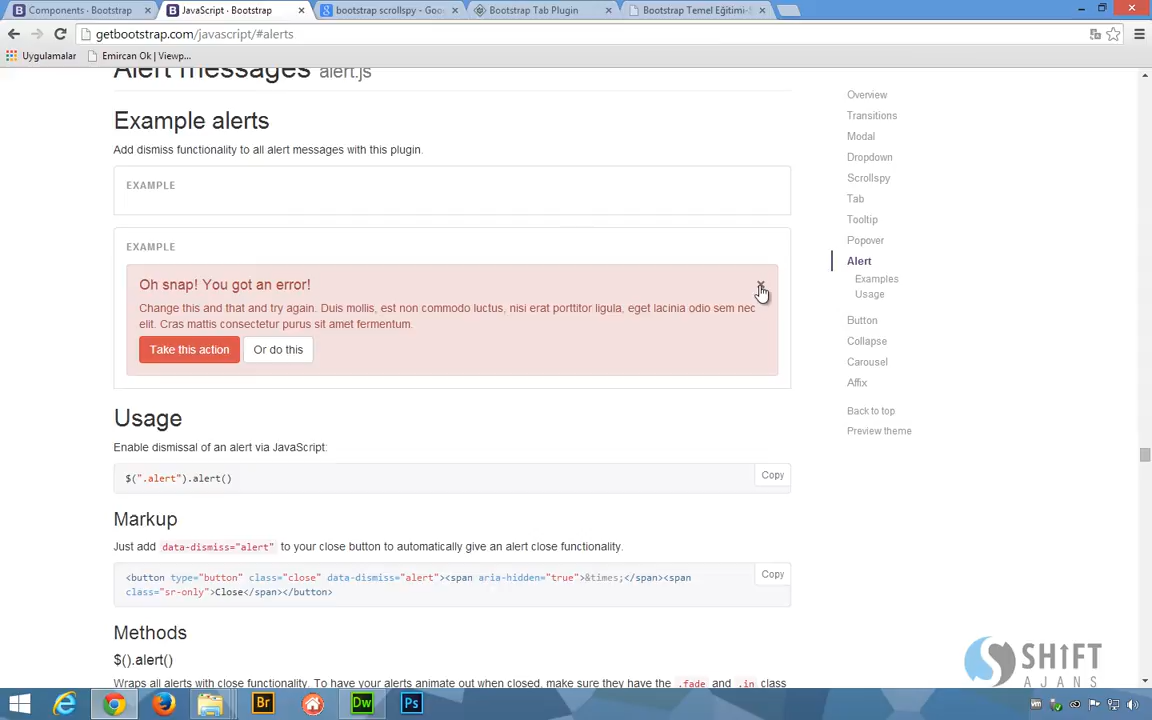 Components · Bootstrap
JavaScript · Bootstrap
bootstrap scrollspy - Goo
Bootstrap Tab Plugin
Bootstrap Temel Eğitimi-S
getbootstrap.com/javascript/#alerts
Uygulamalar
Emircan Ok | Viewp...
Alert messages alert.js
Overview
Transitions
Modal
Dropdown
Scrollspy
Tab
Tooltip
Popover
Alert
Examples
Usage
Button
Collapse
Carousel
Affix
Back to top
Preview theme
Example alerts
Add dismiss functionality to all alert messages with this plugin.
EXAMPLE
EXAMPLE
Oh snap! You got an error!
×
Change this and that and try again. Duis mollis, est non commodo luctus, nisi erat porttitor ligula, eget lacinia odio sem nec
elit. Cras mattis consectetur purus sit amet fermentum.
Take this action
Or do this
Usage
Enable dismissal of an alert via JavaScript:
$(".alert").alert()
Copy
Markup
Just add data-dismiss="alert" to your close button to automatically give an alert close functionality.
<button type="button" class="close" data-dismiss="alert"><span aria-hidden="true">&times;</span><span
class="sr-only">Close</span></button>
Copy
Methods
$().alert()
Wraps all alerts with close functionality. To have your alerts animate out when closed, make sure they have the .fade and .in class
SHIFT
AJANS
Br
Dw
Ps